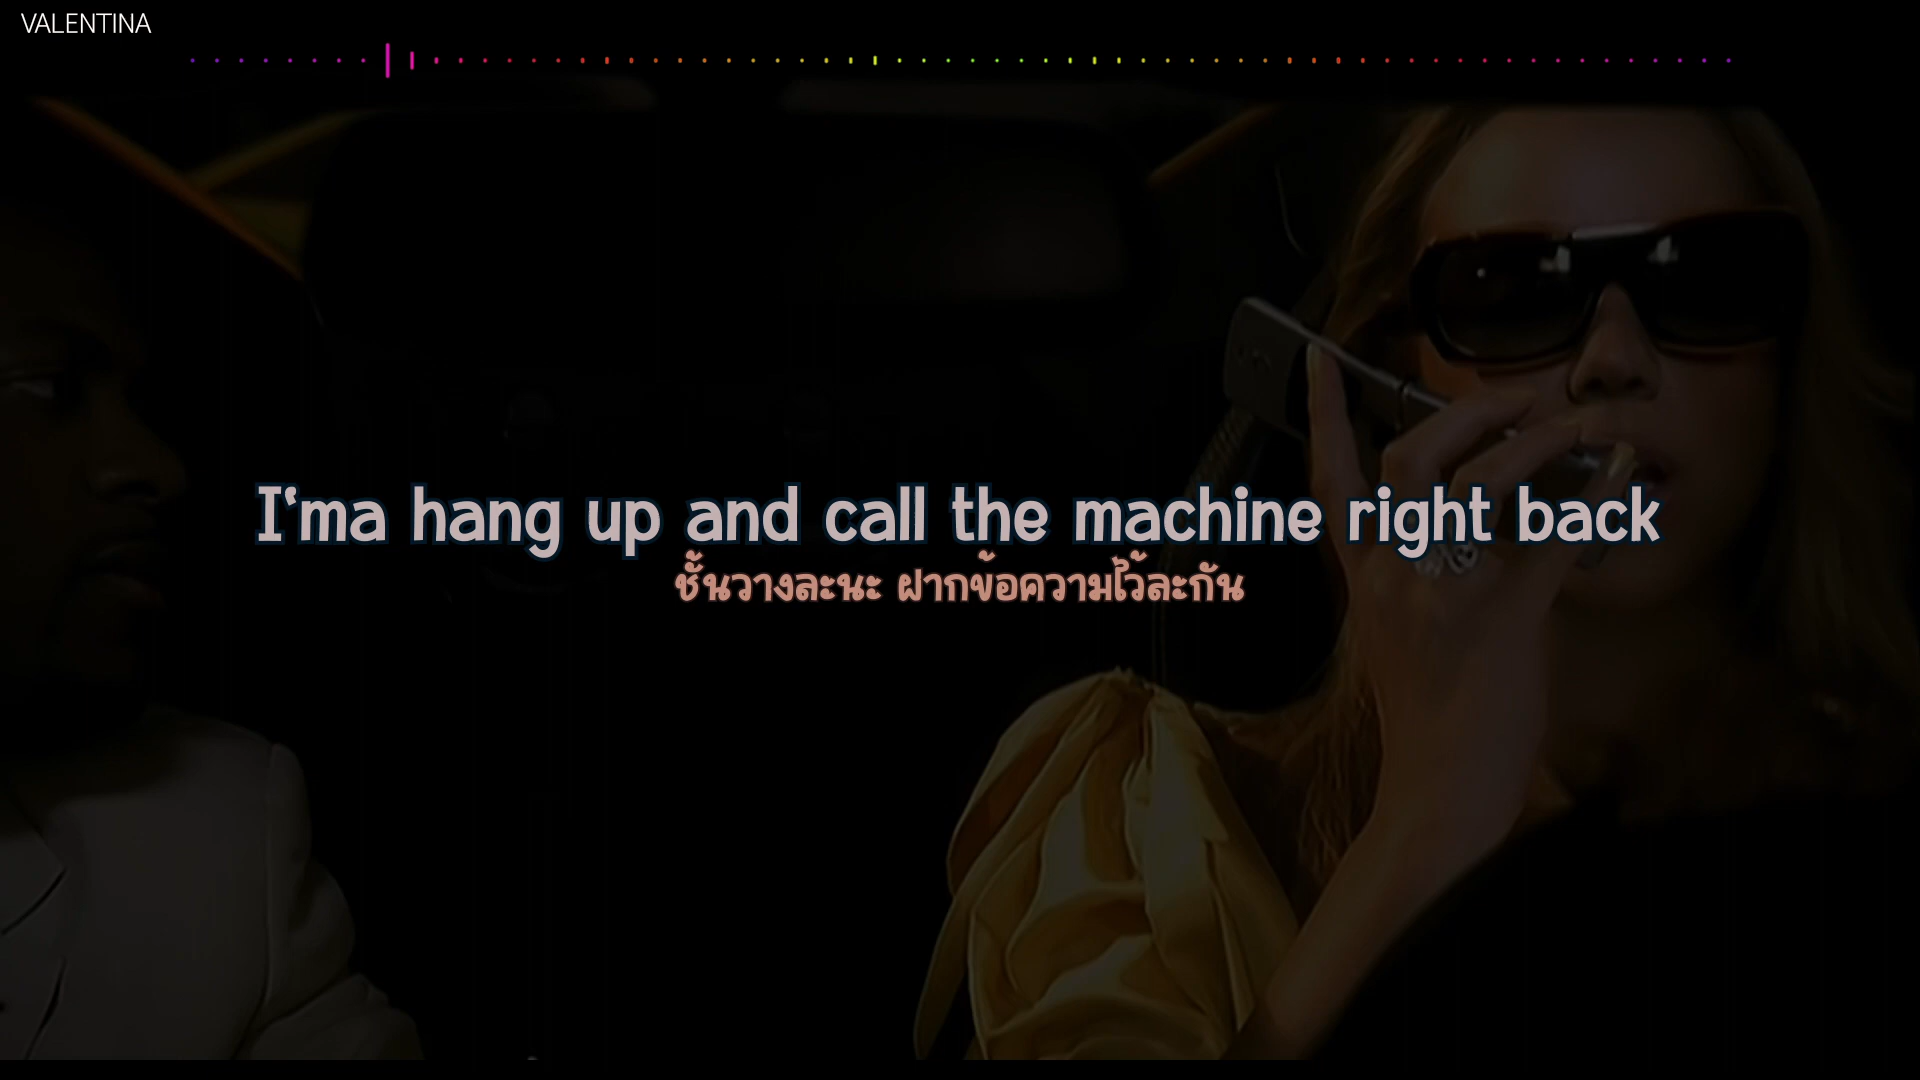 VALENTINA
I‘ma hang up and call the machine right back
ชั้นวางละนะ ฝากข้อความไว้ละกัน